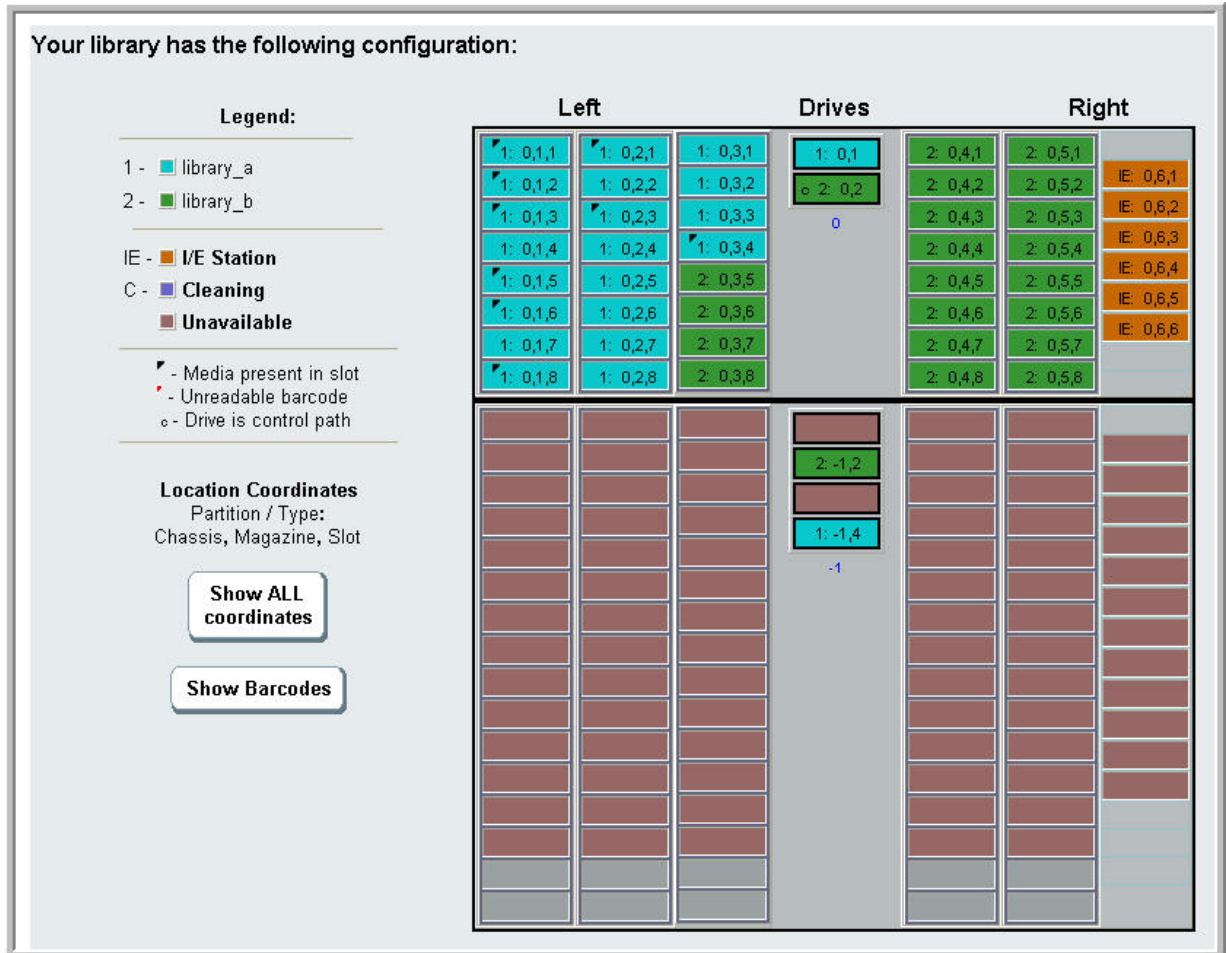 Your library has the following configuration:
Legend:
1 - library_a
2 - library_b
IE - I/E Station
C - Cleaning
Unavailable
- Media present in slot
- Unreadable barcode
c - Drive is control path
Location Coordinates
Partition / Type:
Chassis, Magazine, Slot
Show ALL
coordinates
Show Barcodes
Left Drives Right
1: 0,1,1 1: 0,2,1 1: 0,3,1 1: 0,1 2: 0,4,1 2: 0,5,1 IE: 0,6,1
1: 0,1,2 1: 0,2,2 1: 0,3,2 c 2: 0,2 2: 0,4,2 2: 0,5,2 IE: 0,6,2
1: 0,1,3 1: 0,2,3 1: 0,3,3 0 2: 0,4,3 2: 0,5,3 IE: 0,6,3
1: 0,1,4 1: 0,2,4 1: 0,3,4 2: 0,4,4 2: 0,5,4 IE: 0,6,4
1: 0,1,5 1: 0,2,5 2: 0,3,5 2: 0,4,5 2: 0,5,5 IE: 0,6,5
1: 0,1,6 1: 0,2,6 2: 0,3,6 2: 0,4,6 2: 0,5,6 IE: 0,6,6
1: 0,1,7 1: 0,2,7 2: 0,3,7 2: 0,4,7 2: 0,5,7
1: 0,1,8 1: 0,2,8 2: 0,3,8 2: 0,4,8 2: 0,5,8
2: -1,2
1: -1,4
-1